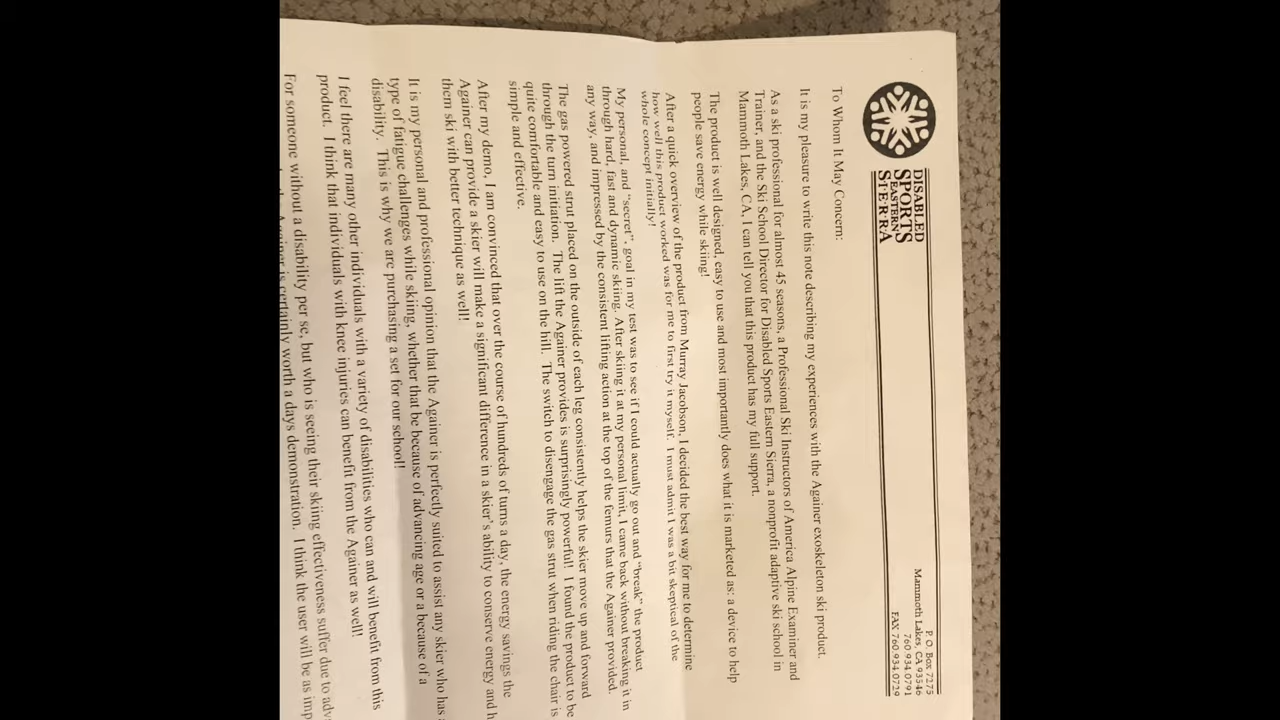 DISABLED
SPORTS
EASTERN
SIERRA
P. O. Box 7275
Mammoth Lakes, CA 93546
760.934.0791
FAX 760.934.0729
To Whom It May Concern:
It is my pleasure to write this note describing my experiences with the Againer exoskeleton ski product.
As a ski professional for almost 45 seasons, a Professional Ski Instructors of America Alpine Examiner and
Trainer, and the Ski School Director for Disabled Sports Eastern Sierra, a nonprofit adaptive ski school in
Mammoth Lakes, CA, I can tell you that this product has my full support.
The product is well designed, easy to use and most importantly does what it is marketed as: a device to help
people save energy while skiing!
After a quick overview of the product from Murray Jacobson, I decided the best way for me to determine
how well this product worked was for me to first try it myself. I must admit I was a bit skeptical of the
whole concept initially!
My personal, and "secret", goal in my test was to see if I could actually go out and "break" the product
through hard, fast and dynamic skiing. After skiing it at my personal limit, I came back without breaking it in
any way, and impressed by the consistent lifting action at the top of the femurs that the Againer provided.
The gas powered strut placed on the outside of each leg consistently helps the skier move up and forward
through the turn initiation. The lift the Againer provides is surprisingly powerful! I found the product to be
quite comfortable and easy to use on the hill. The switch to disengage the gas strut when riding the chair is
simple and effective.
After my demo, I am convinced that over the course of hundreds of turns a day, the energy savings the
Againer can provide a skier will make a significant difference in a skier's ability to conserve energy and
them ski with better technique as well!
It is my personal and professional opinion that the Againer is perfectly suited to assist any skier who has
type of fatigue challenges while skiing, whether that be because of advancing age or a because of a
disability. This is why we are purchasing a set for our school!
I feel there are many other individuals with a variety of disabilities who can and will benefit from this
product. I think that individuals with knee injuries can benefit from the Againer as well!
For someone without a disability per se, but who is seeing their skiing effectiveness suffer due to
the Againer is certainly worth a days demonstration. I think the user will be as